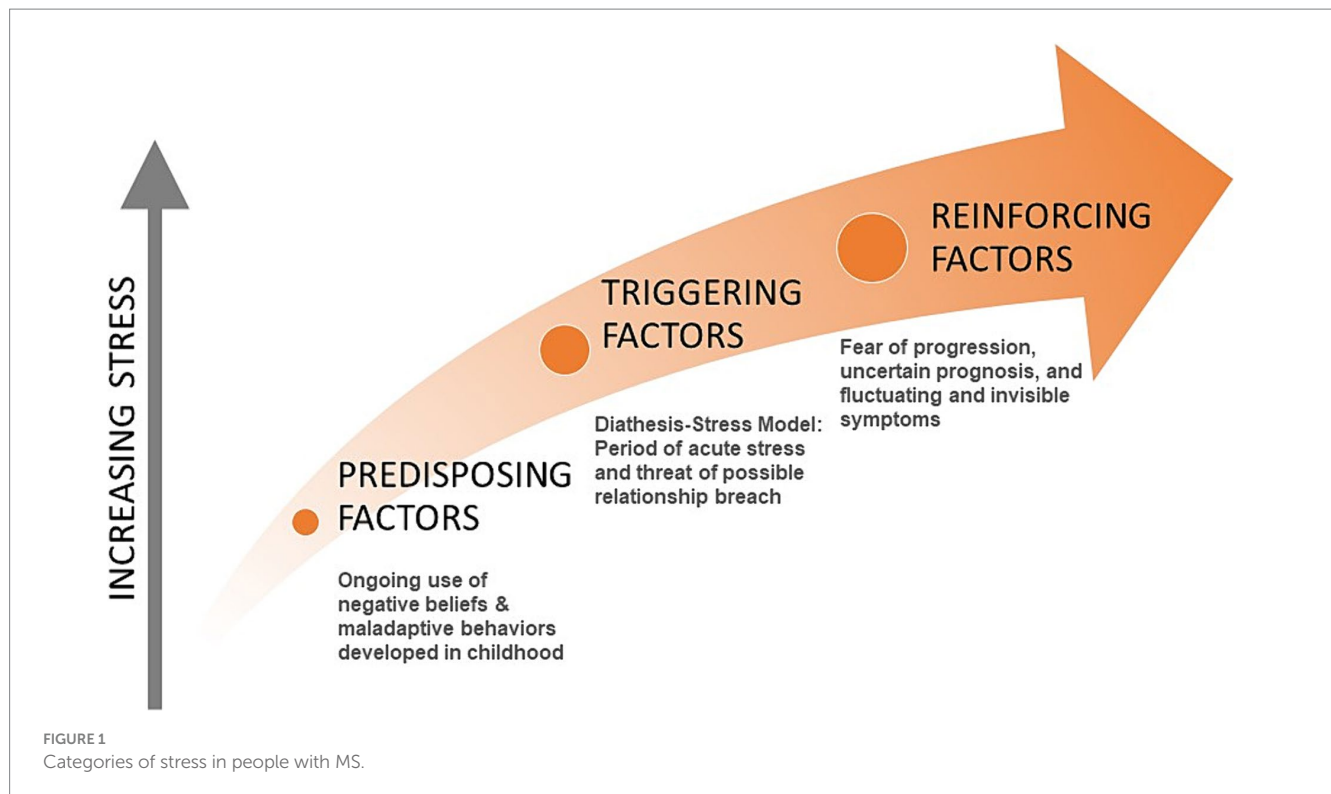 INCREASING STRESS
PREDISPOSING
FACTORS
Ongoing use of
negative beliefs &
maladaptive behaviors
developed in childhood
TRIGGERING
FACTORS
Diathesis-Stress Model:
Period of acute stress
and threat of possible
relationship breach
REINFORCING
FACTORS
Fear of progression,
uncertain prognosis, and
fluctuating and invisible
symptoms
FIGURE 1
Categories of stress in people with MS.